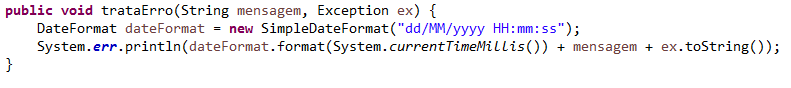 public void trataErro(String mensagem, Exception ex) {
    DateFormat dateFormat = new SimpleDateFormat("dd/MM/yyyy HH:mm:ss");
    System.err.println(dateFormat.format(System.currentTimeMillis()) + mensagem + ex.toString());
}